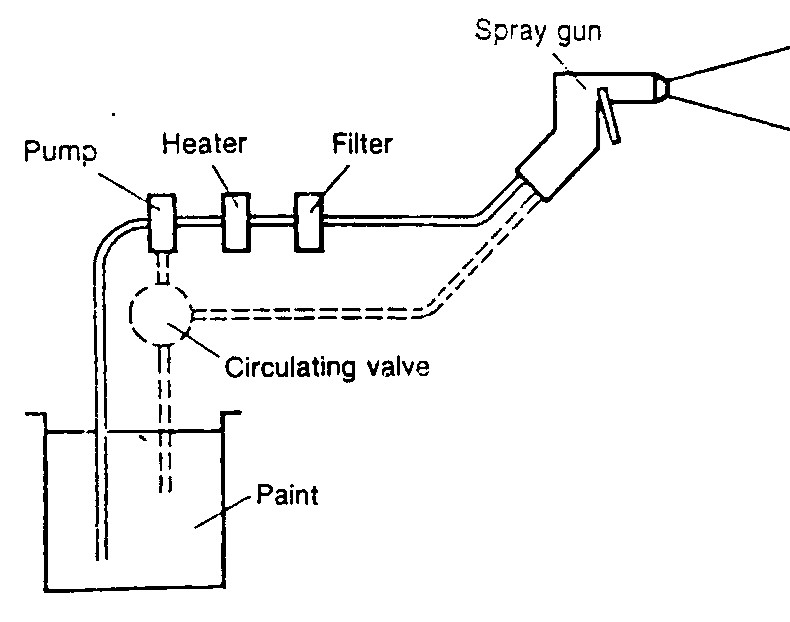 Spray gun
Pump
Heater
Filter
Circulating valve
Paint